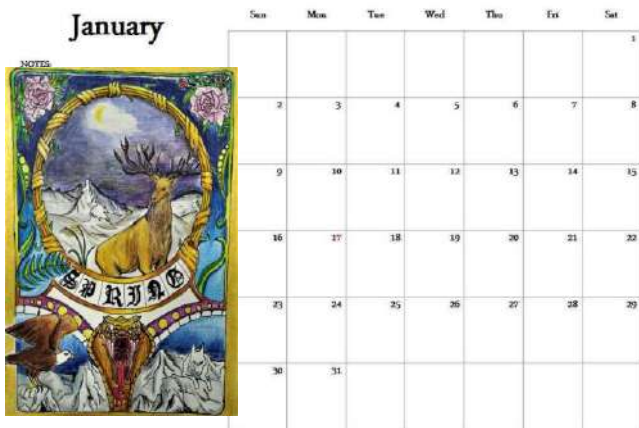 January
NOTES:
SPRING
Sun Mon Tue Wed Thu Fri Sat
1
2 3 4 5 6 7 8
9 10 11 12 13 14 15
16 17 18 19 20 21 22
23 24 25 26 27 28 29
30 31